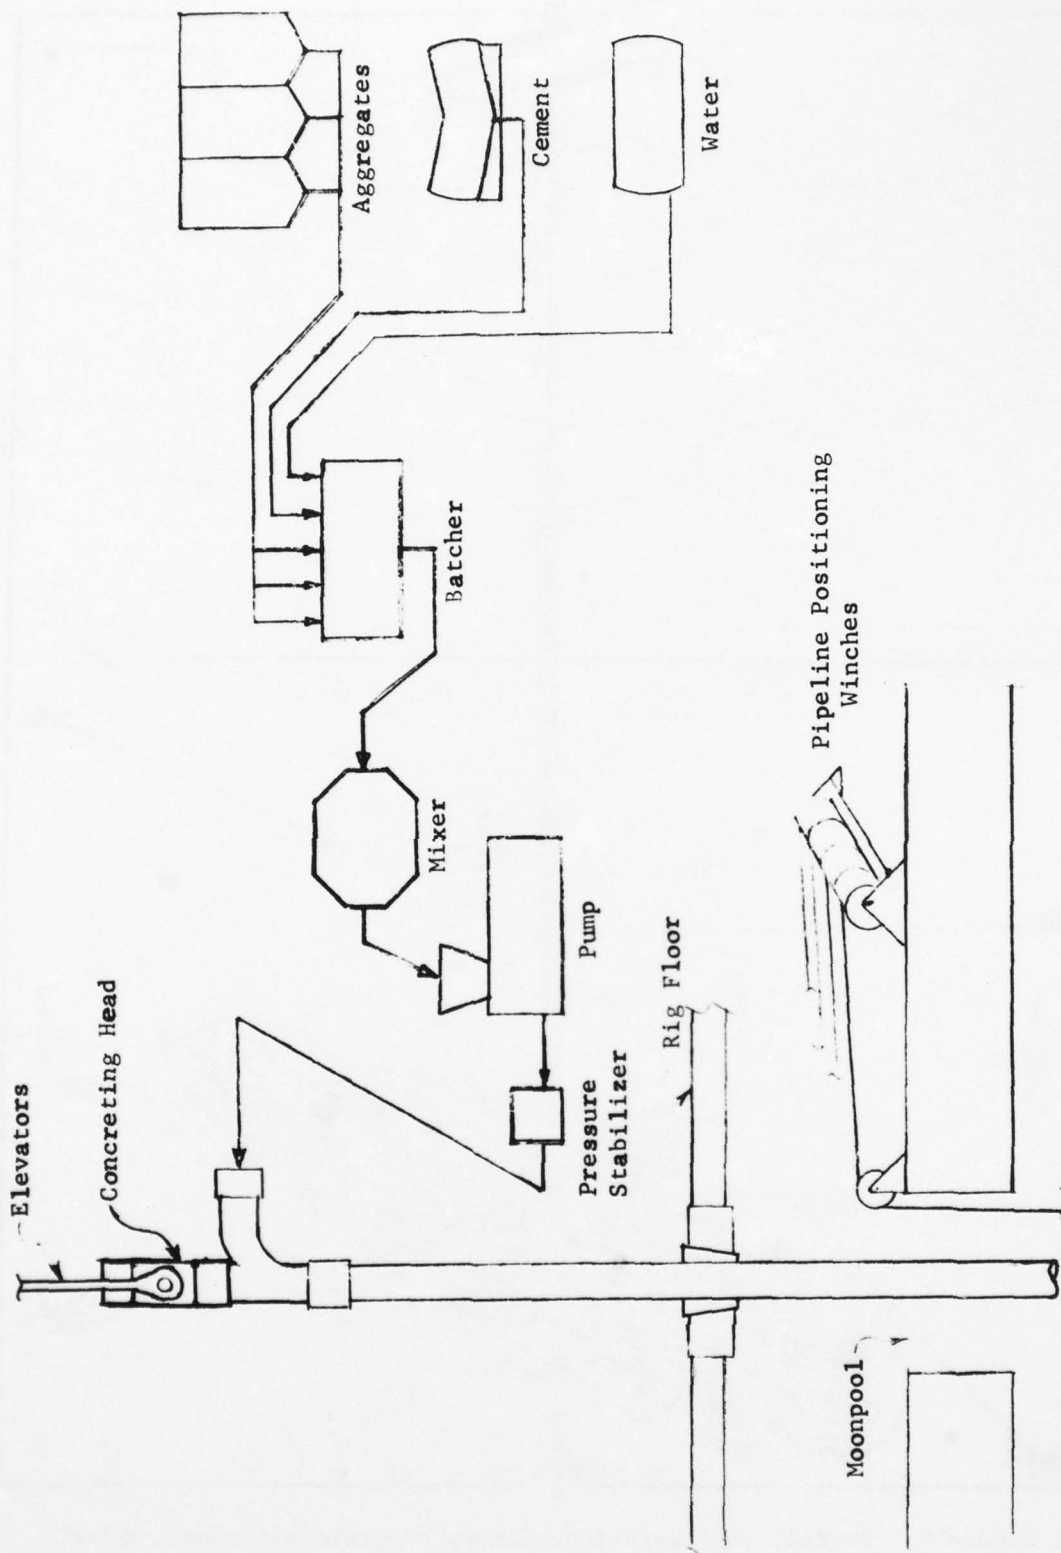 Elevators
Concreting Head
Aggregates
Cement
Water
Batcher
Mixer
Pump
Pressure
Stabilizer
Rig Floor
Pipeline Positioning
Winches
Moonpool